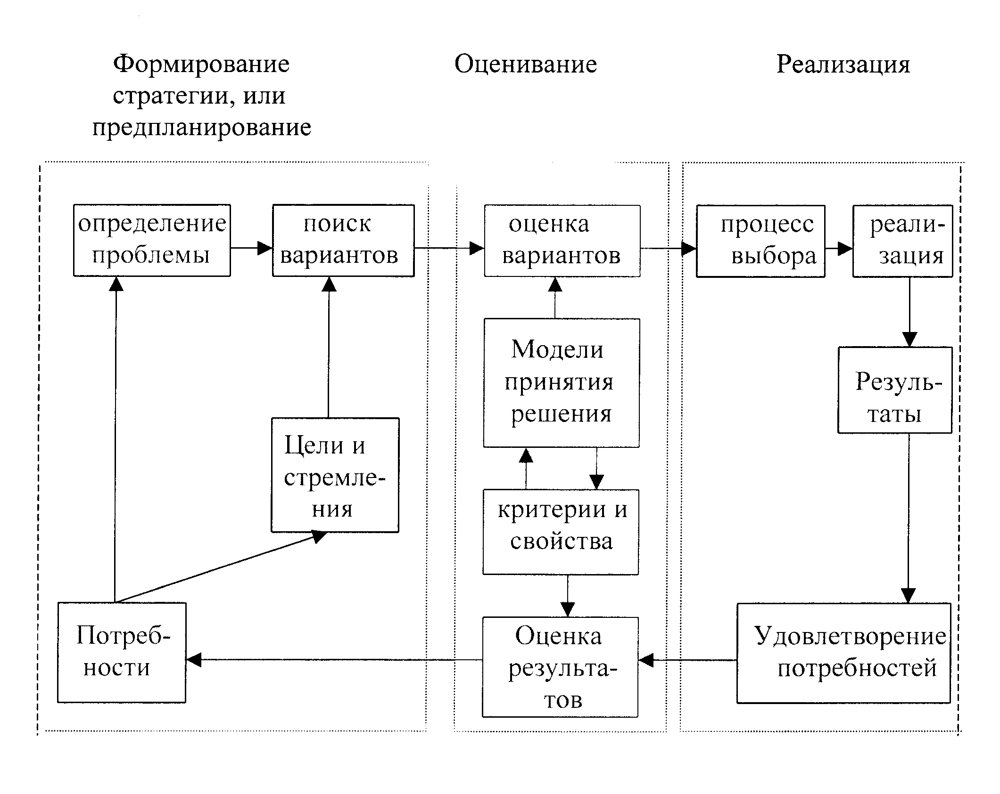 Формирование
стратегии, или
предпланирование
Оценивание
Реализация
определение
проблемы
поиск
вариантов
оценка
вариантов
процесс
выбора
реали-
зация
Модели
принятия
решения
Резуль-
таты
Цели и
стремле-
ния
критерии и
свойства
Потреб-
ности
Оценка
результа-
тов
Удовлетворение
потребностей